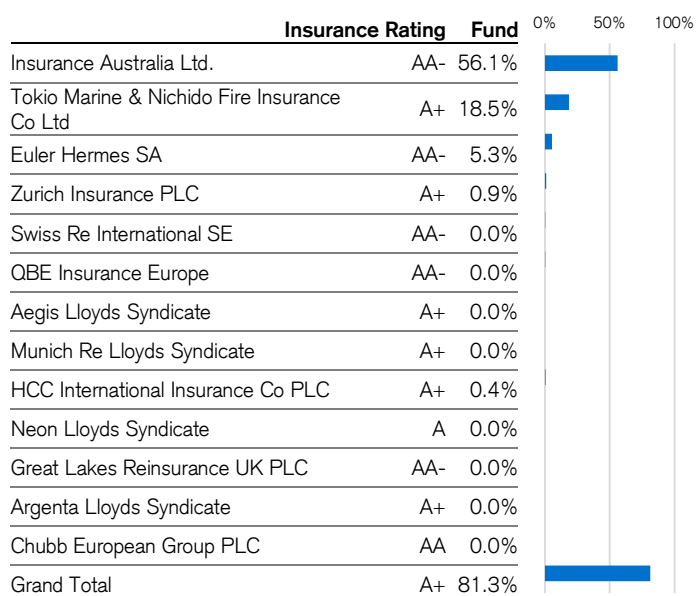 Insurance Rating Fund 0% 50% 100%
Insurance Australia Ltd. AA- 56.1%
Tokio Marine & Nichido Fire Insurance
Co Ltd A+ 18.5%
Euler Hermes SA AA- 5.3%
Zurich Insurance PLC A+ 0.9%
Swiss Re International SE AA- 0.0%
QBE Insurance Europe AA- 0.0%
Aegis Lloyds Syndicate A+ 0.0%
Munich Re Lloyds Syndicate A+ 0.0%
HCC International Insurance Co PLC A+ 0.4%
Neon Lloyds Syndicate A 0.0%
Great Lakes Reinsurance UK PLC AA- 0.0%
Argenta Lloyds Syndicate A+ 0.0%
Chubb European Group PLC AA 0.0%
Grand Total A+ 81.3%